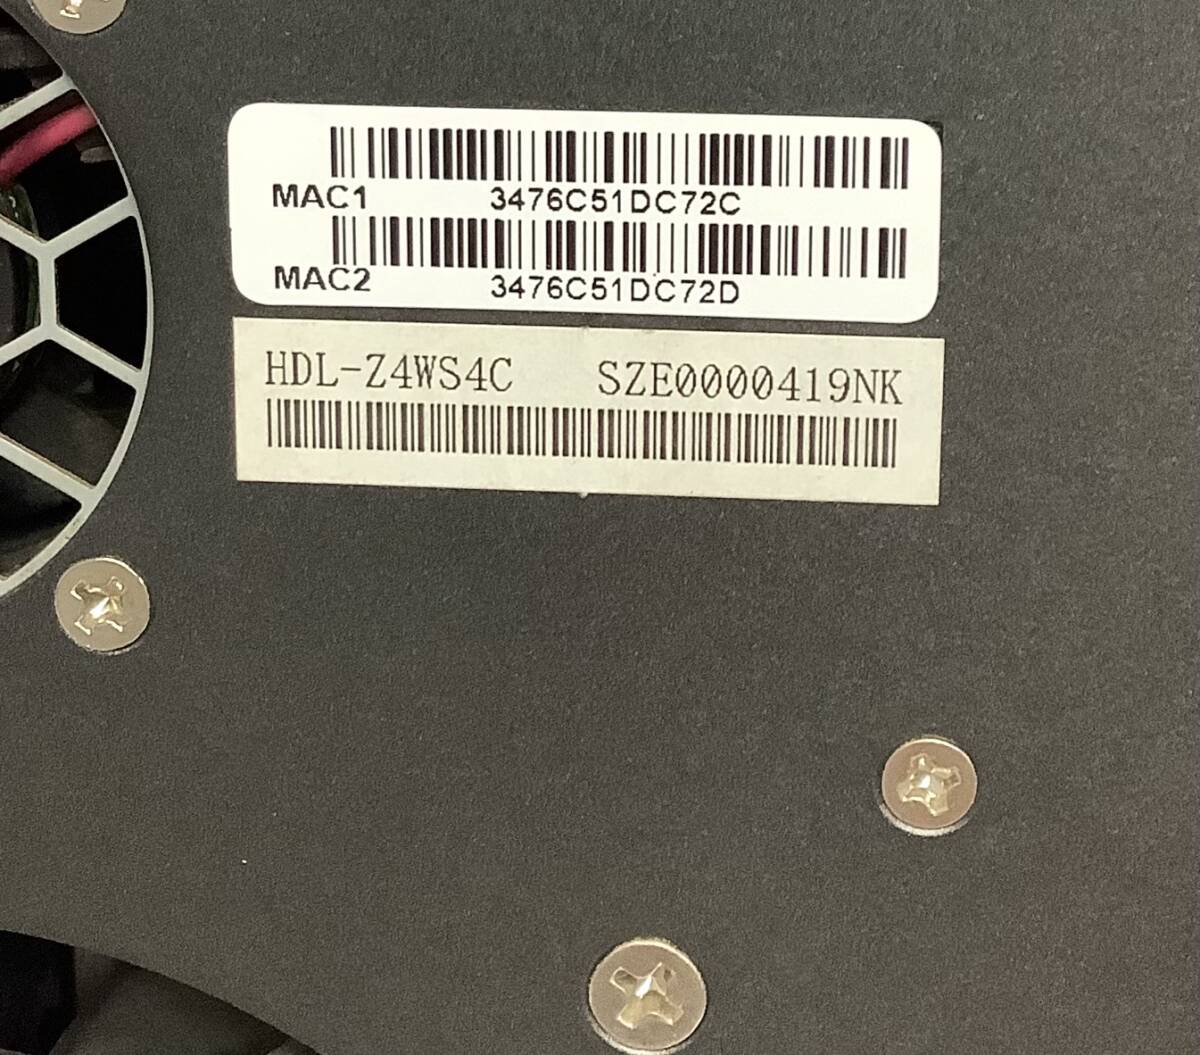 MAC1 3476C51DC72C
MAC2 3476C51DC72D
HDL-Z4WS4C SZE0000419NK